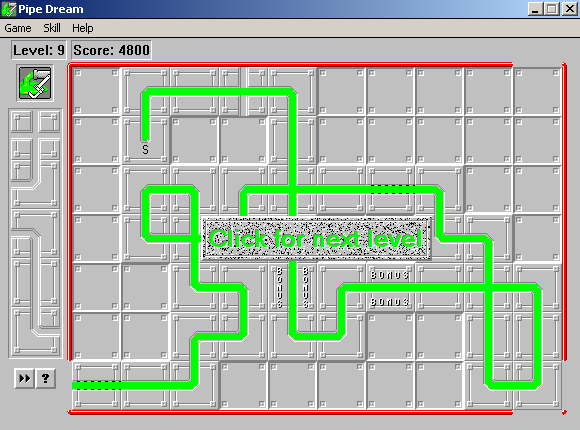 Pipe Dream
Game Skill Help
Level: 9 Score: 4800
S
Click for next level
BONUS BONUS
BONUS
BONUS
?